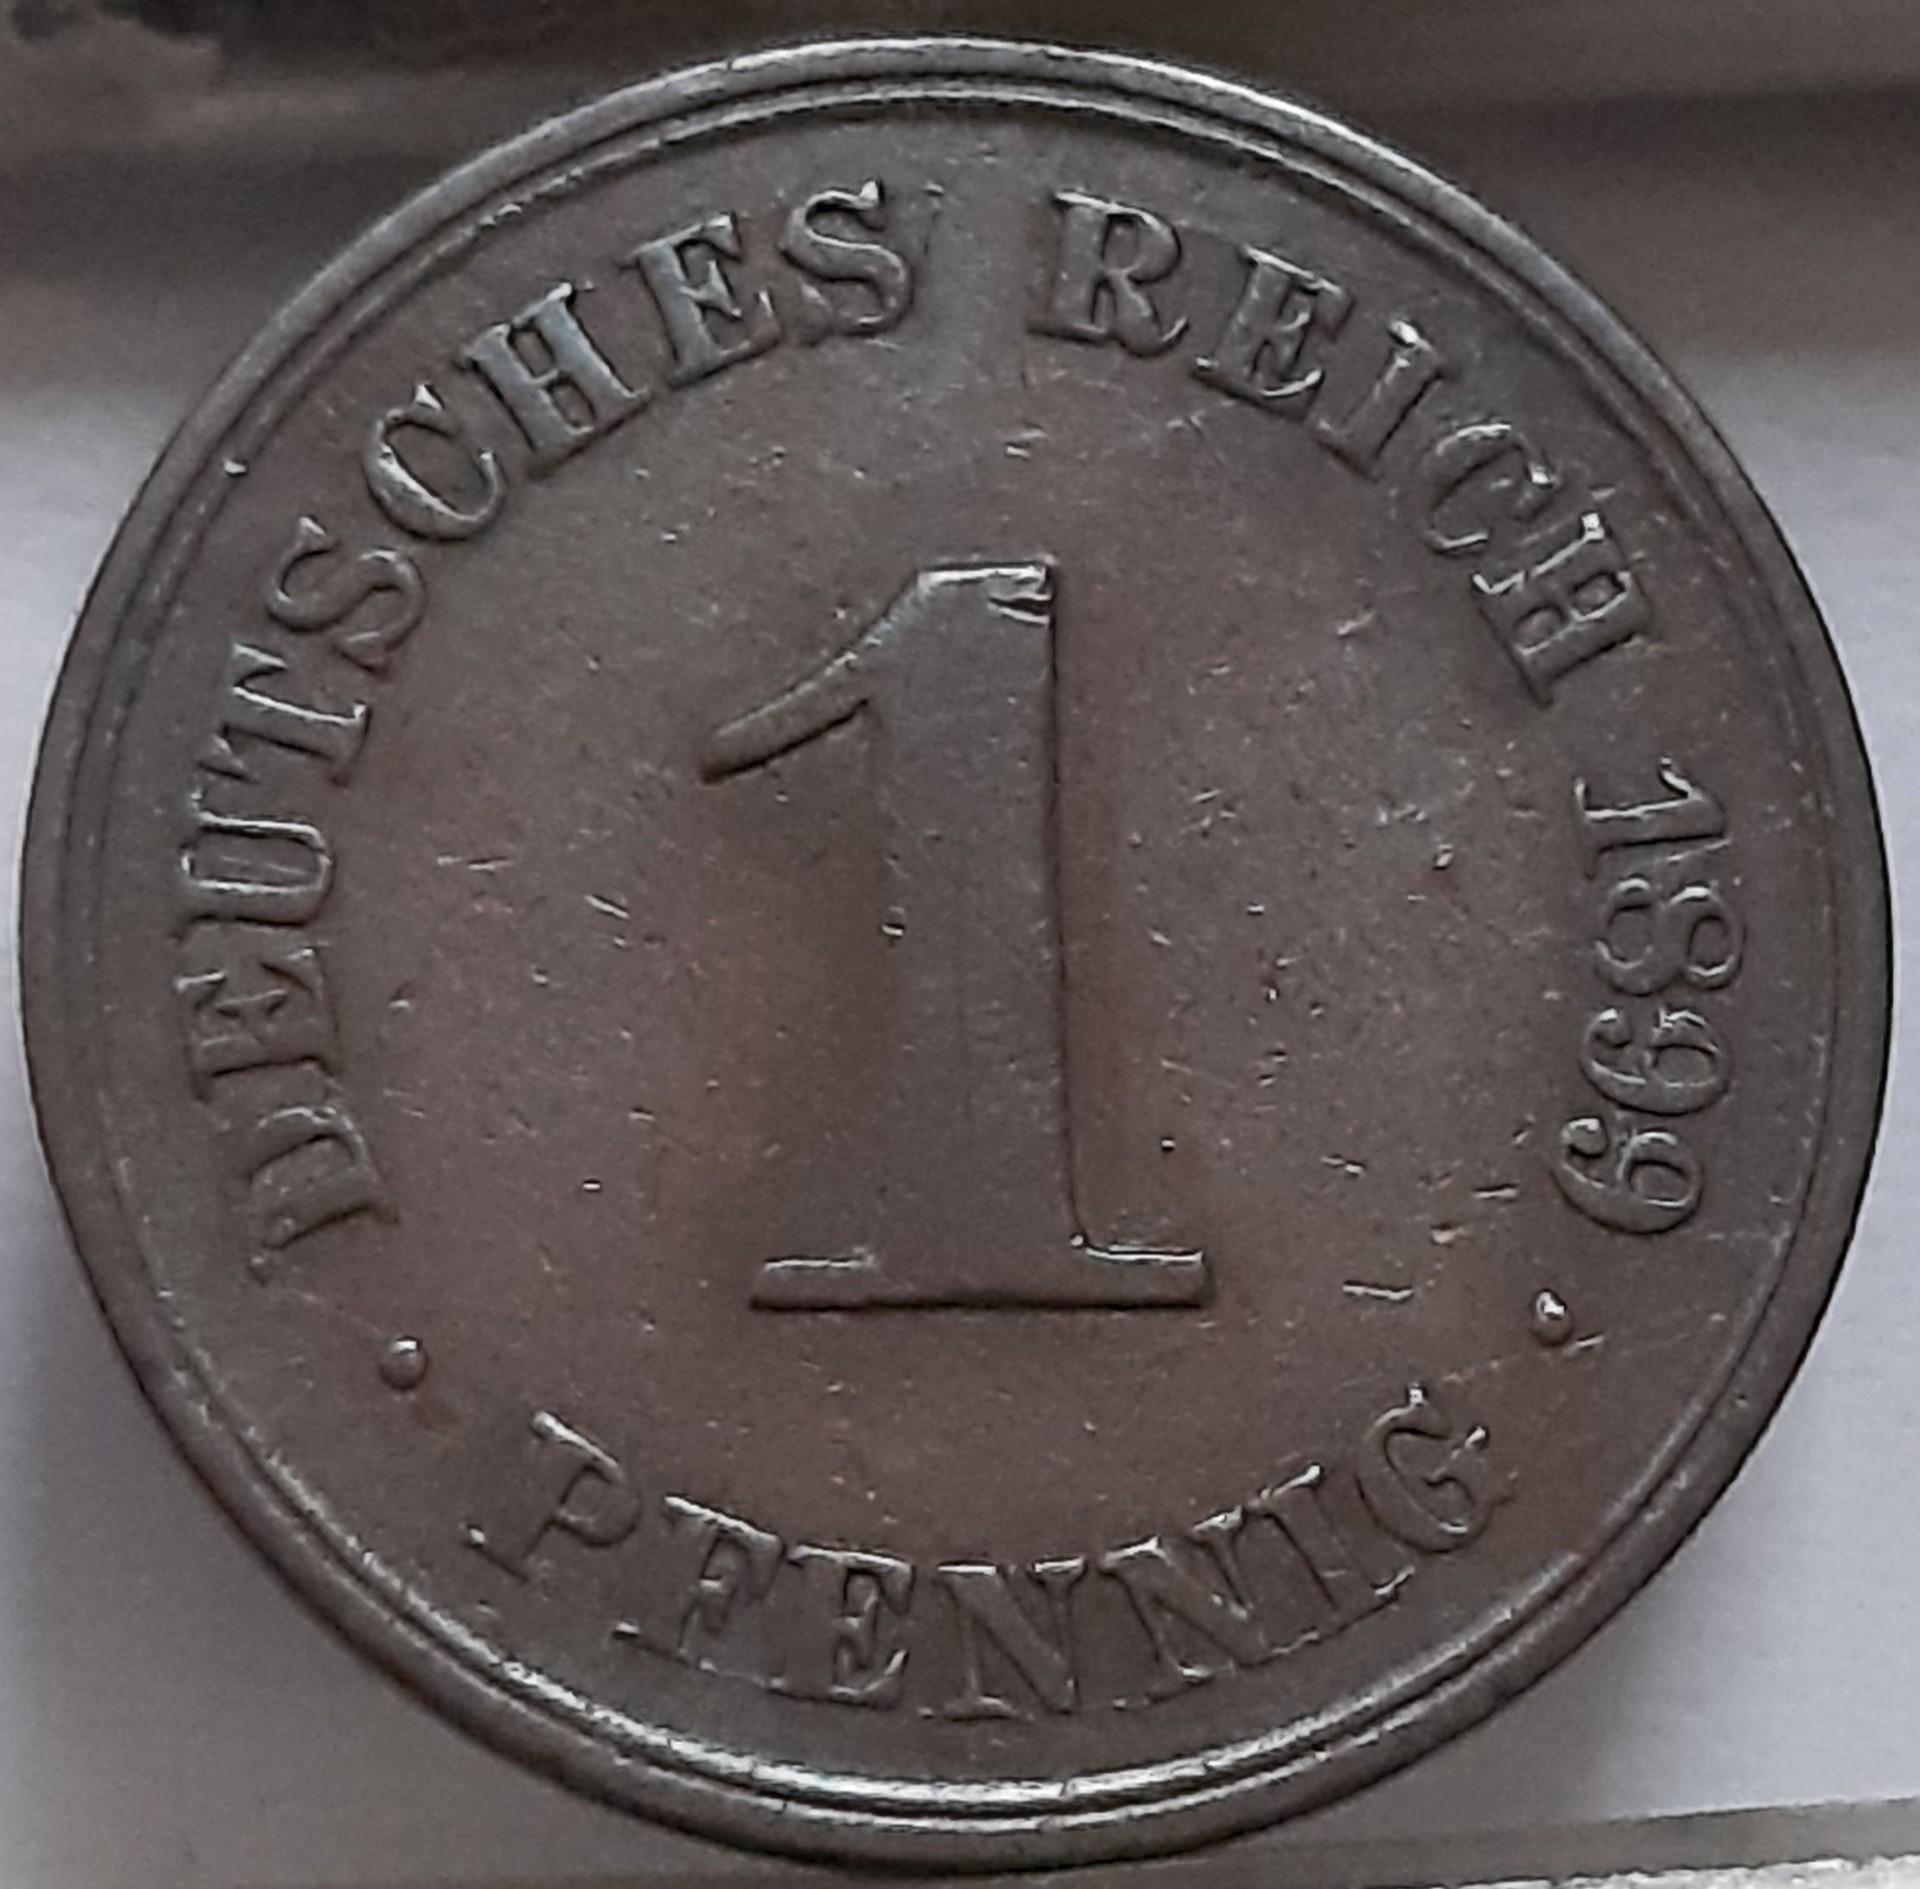 DEUTSCHES REICH 1899
1
· PFENNIG ·